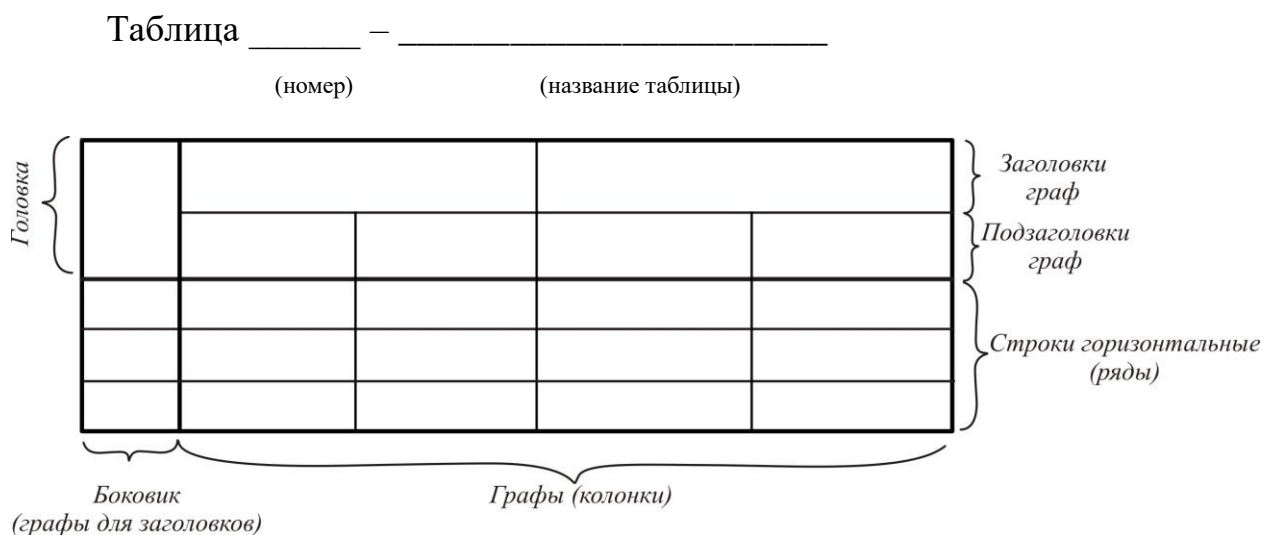 Таблица ______ – _______________________
(номер) (название таблицы)
Головка
Заголовки
граф
Подзаголовки
граф
Строки горизонтальные
(ряды)
Боковик
(графы для заголовков)
Графы (колонки)